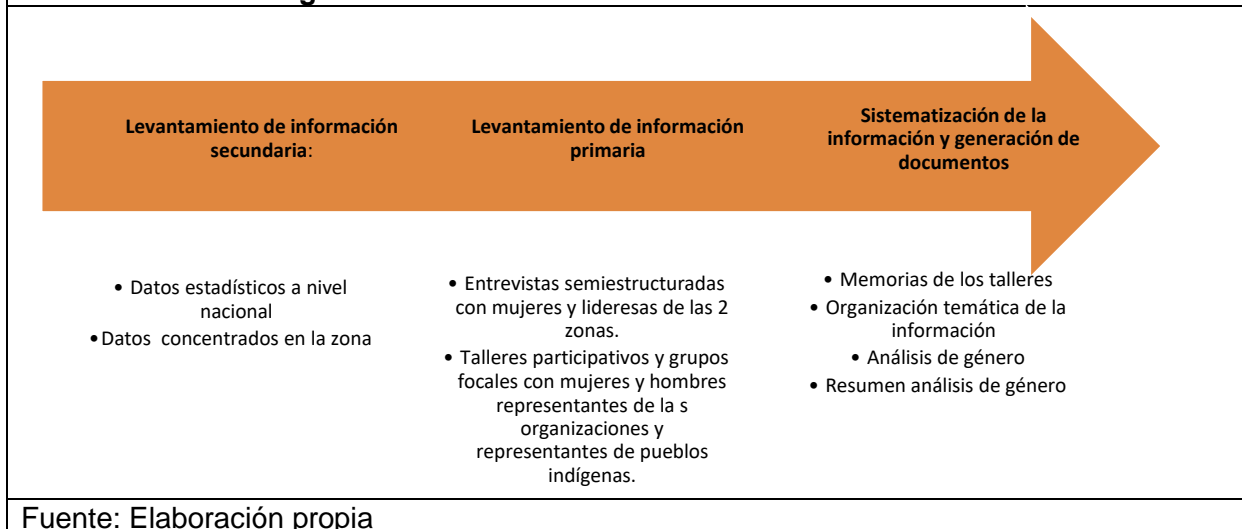 Levantamiento de información
secundaria:
Levantamiento de información
primaria
Sistematización de la
información y generación de
documentos
• Datos estadísticos a nivel
nacional
• Datos concentrados en la zona
• Entrevistas semiestructuradas
con mujeres y lideresas de las 2
zonas.
• Talleres participativos y grupos
focales con mujeres y hombres
representantes de la s
organizaciones y
representantes de pueblos
indígenas.
• Memorias de los talleres
• Organización temática de la
información
• Análisis de género
• Resumen análisis de género
Fuente: Elaboración propia